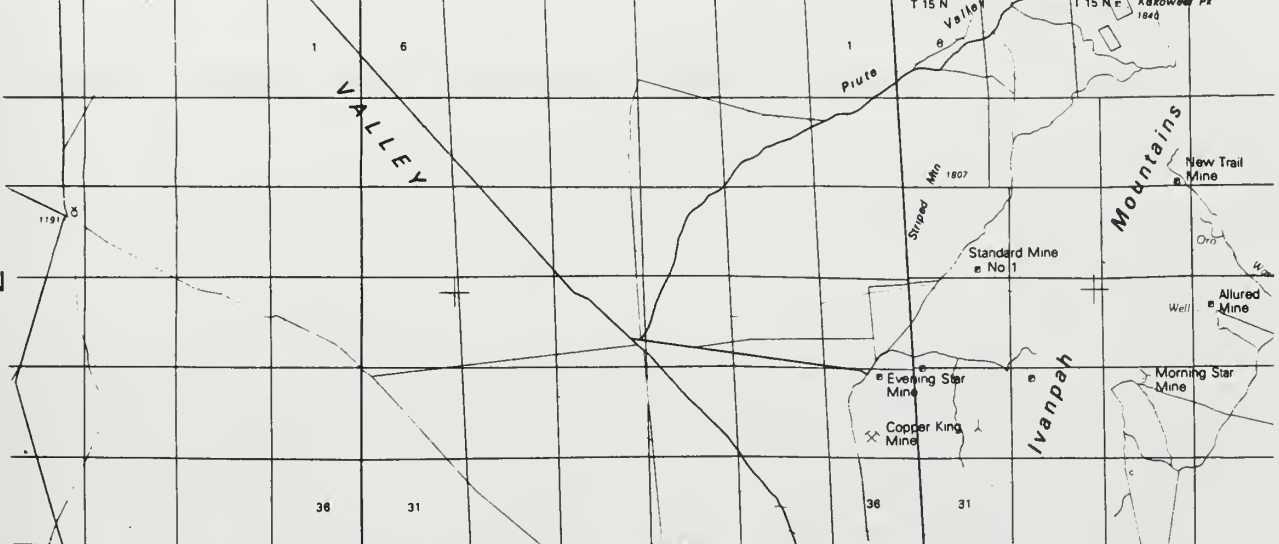 T 15 N
T 15 N
Kokoweef Pk
1840
Valley
1
6
1
Piute
VALLEY
Mountains
New Trail
Mine
Mtn 1807
Striped
1191
Oro
Standard Mine
No 1
Well
Allured
Mine
Evening Star
Mine
Morning Star
Mine
Ivanpah
Copper King
Mine
36
31
36
31